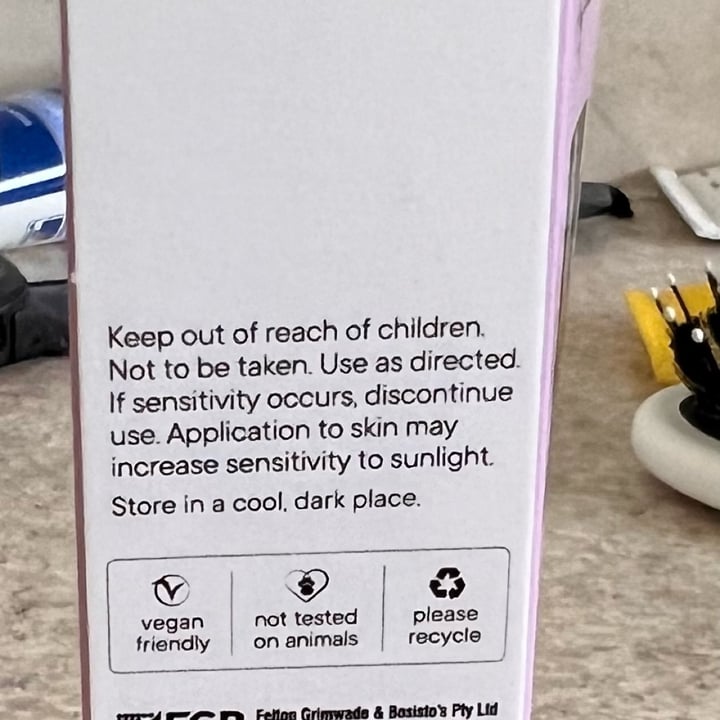 Keep out of reach of children.
Not to be taken. Use as directed.
If sensitivity occurs, discontinue
use. Application to skin may
increase sensitivity to sunlight.
Store in a cool, dark place.
vegan
friendly
not tested
on animals
please
recycle
Felton Grimwade & Bosisto's Pty Ltd